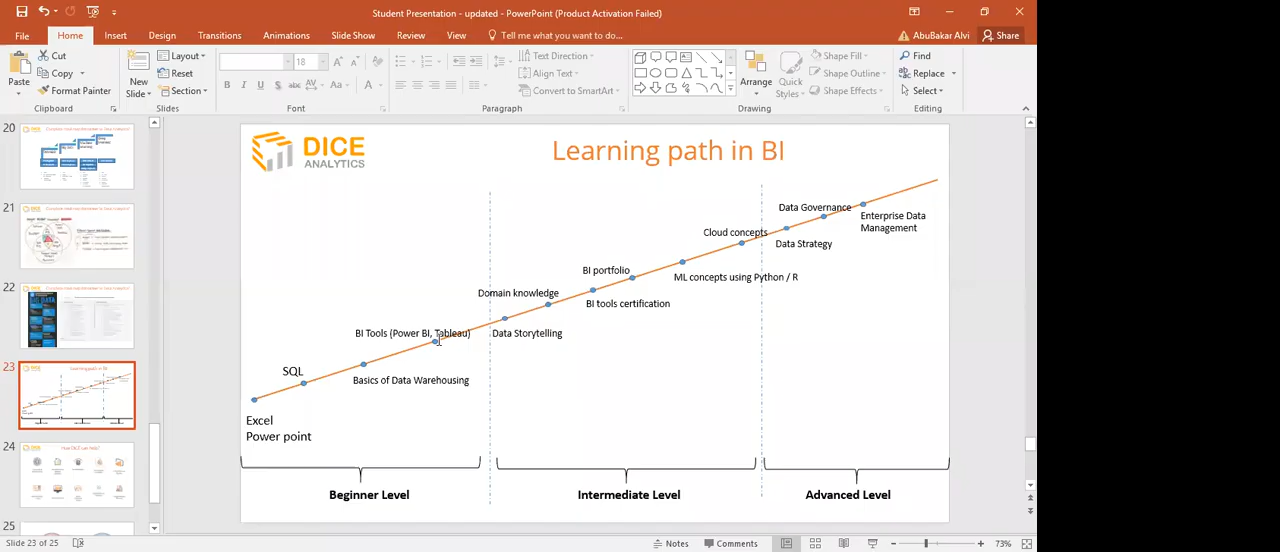 Student Presentation - updated - PowerPoint (Product Activation Failed)
File Home Insert Design Transitions Animations Slide Show Review View Tell me what you want to do... AbuBakar Alvi Share
Paste
Cut
Copy
Format Painter
Clipboard
New Slide
Layout
Reset
Section
Slides
18
B I U S abc AV Aa A
Font
Text Direction
Align Text
Convert to SmartArt
Paragraph
Arrange
Quick Styles
Shape Fill
Shape Outline
Shape Effects
Drawing
Find
Replace
Select
Editing
20
21
22
23
24
25
DICE
ANALYTICS
Learning path in BI
Data Governance
Enterprise Data
Management
Cloud concepts
Data Strategy
BI portfolio
ML concepts using Python / R
Domain knowledge
BI tools certification
BI Tools (Power BI, Tableau)
Data Storytelling
SQL
Basics of Data Warehousing
Excel
Power point
Beginner Level
Intermediate Level
Advanced Level
Slide 23 of 25
Notes
Comments
73%